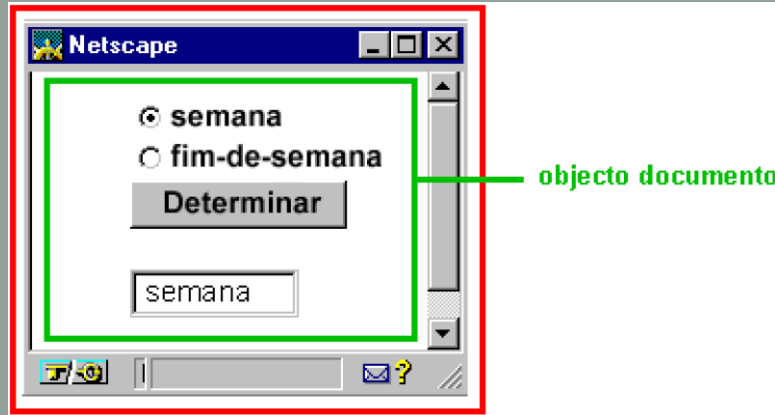 Netscape
semana
fim-de-semana
objecto documento
Determinar
semana